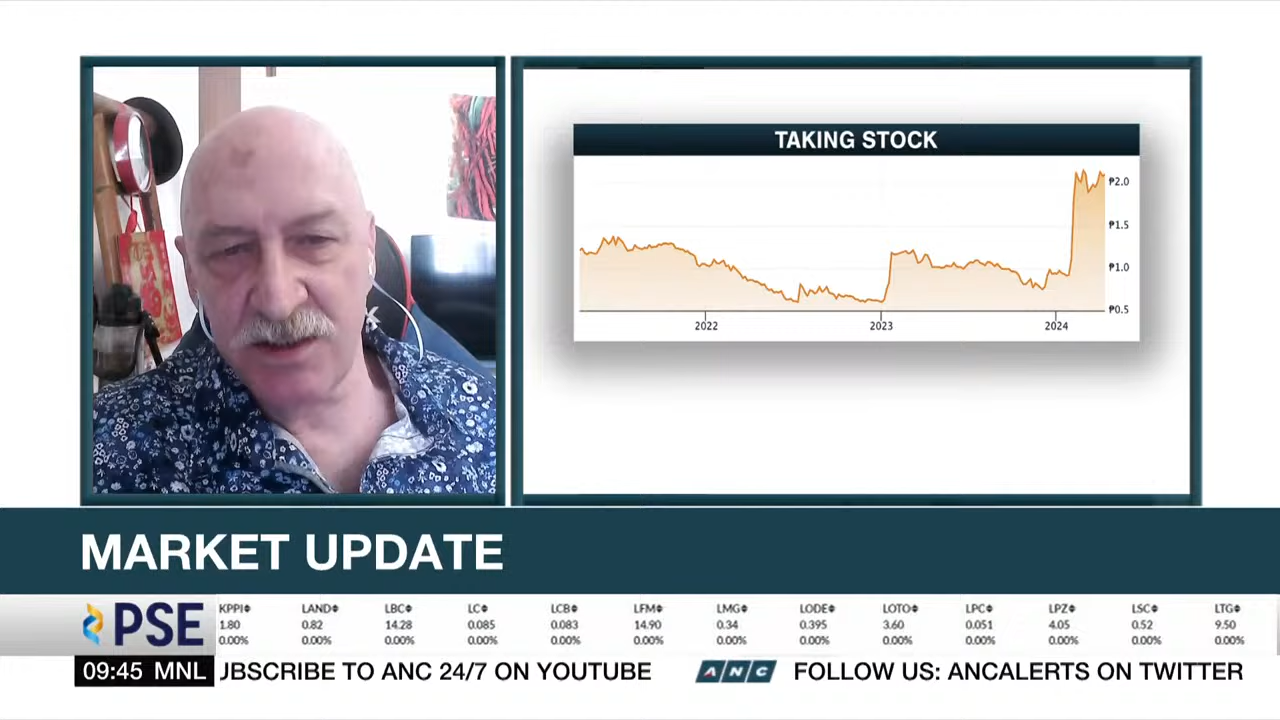 TAKING STOCK
₱2.0
₱1.5
₱1.0
₱0.5
2022 2023 2024
MARKET UPDATE
PSE
KPPI LAND LBC LC LCB LFM LMG LODE LOTO LPC LPZ LSC LTG
1.80 0.82 14.28 0.085 0.083 14.90 0.34 0.395 3.60 0.051 4.05 0.52 9.50
0.00% 0.00% 0.00% 0.00% 0.00% 0.00% 0.00% 0.00% 0.00% 0.00% 0.00% 0.00% 0.00%
09:45 MNL UBSCRIBE TO ANC 24/7 ON YOUTUBE ANC FOLLOW US: ANCALERTS ON TWITTER